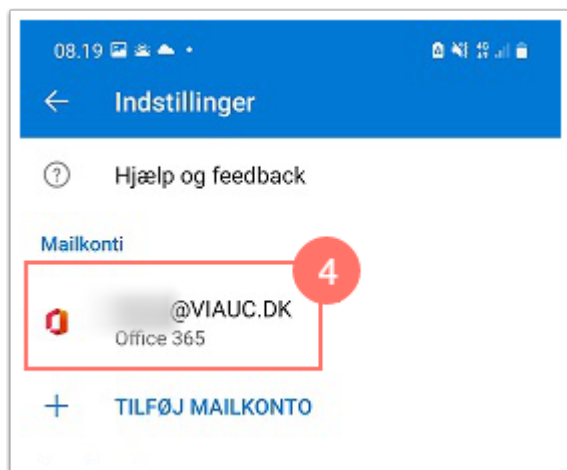 08.19
Indstillinger
Hjælp og feedback
Mailkonti
4
@VIAUC.DK
Office 365
TILFØJ MAILKONTO